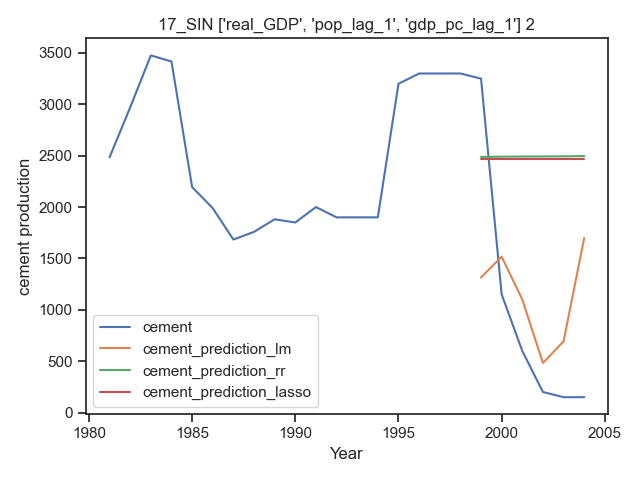 17_SIN ['real_GDP', 'pop_lag_1', 'gdp_pc_lag_1'] 2
cement production
3500
3000
2500
2000
1500
1000
500
0
cement
cement_prediction_lm
cement_prediction_rr
cement_prediction_lasso
1980
1985
1990
1995
2000
2005
Year